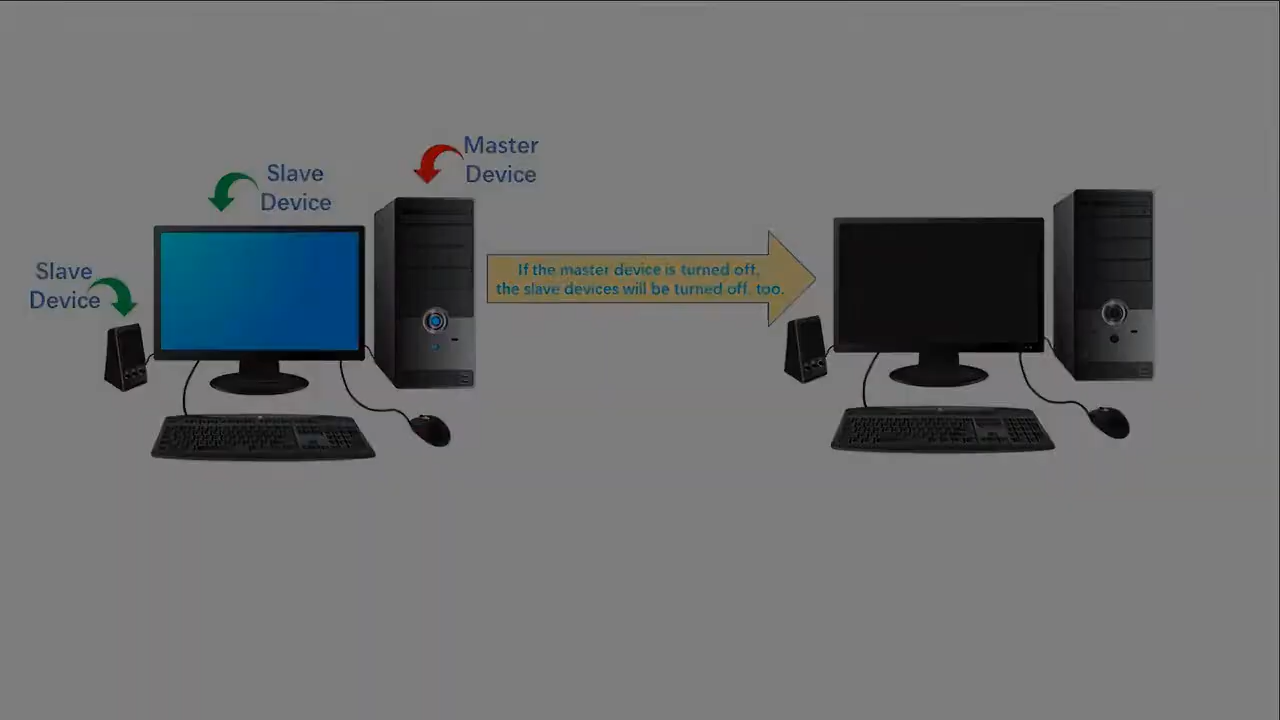 Master
Device
Slave
Device
Slave
Device
If the master device is turned off,
the slave devices will be turned off, too.